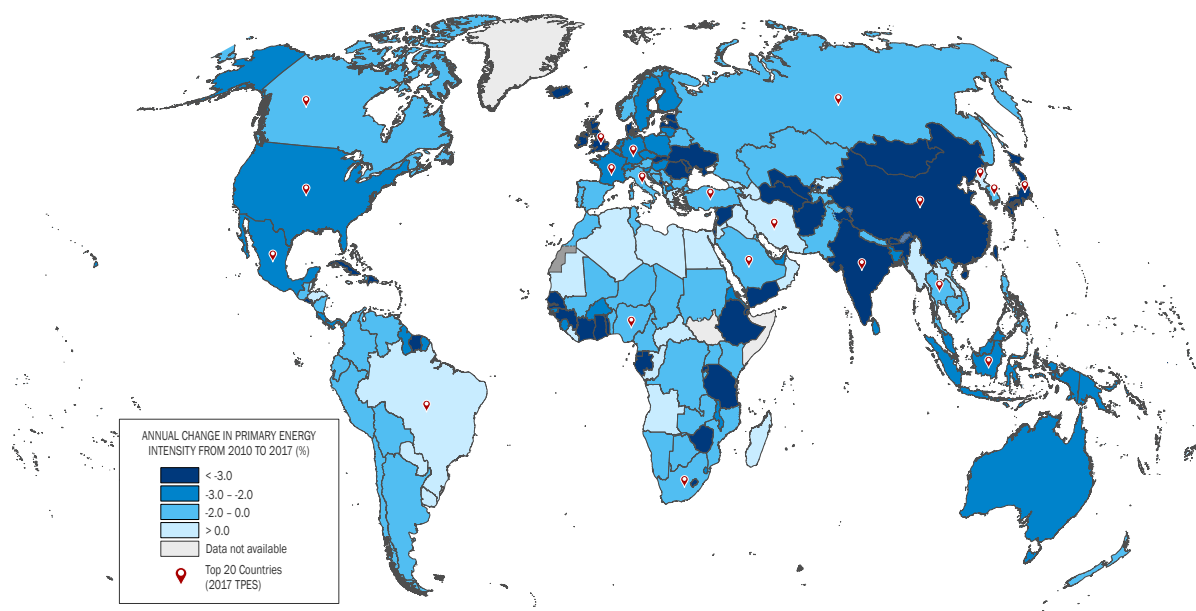 ANNUAL CHANGE IN PRIMARY ENERGY
INTENSITY FROM 2010 TO 2017 (%)
< -3.0
-3.0 – -2.0
-2.0 – 0.0
> 0.0
Data not available
Top 20 Countries
(2017 TPES)